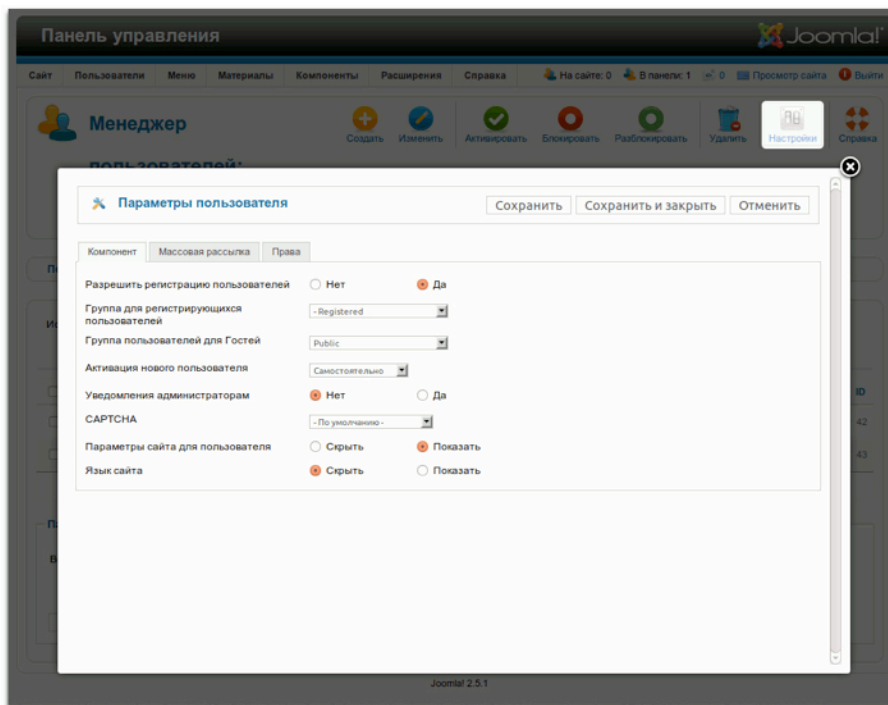 Панель управления
Joomla!
Сайт Пользователи Меню Материалы Компоненты Расширения Справка На сайте: 0 В панели: 1 0 Просмотр сайта Выйти
Менеджер
пользователей:
Создать Изменить Активировать Блокировать Разблокировать Удалить Настройки Справка
Параметры пользователя
Сохранить Сохранить и закрыть Отменить
Компонент Массовая рассылка Права
Разрешить регистрацию пользователей Нет Да
Группа для регистрирующихся
пользователей
- Registered
Группа пользователей для Гостей Public
Активация нового пользователя Самостоятельно
Уведомления администраторам Нет Да
ID
CAPTCHA - По умолчанию -
42
Параметры сайта для пользователя Скрыть Показать
43
Язык сайта Скрыть Показать
Joomla! 2.5.1